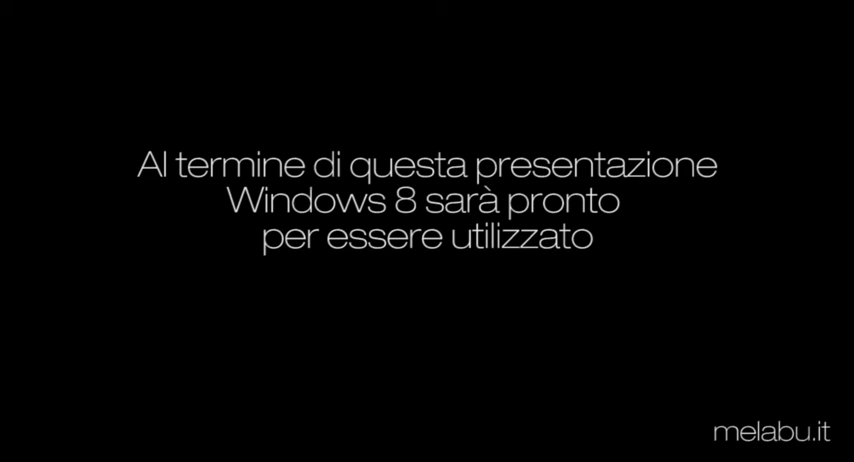 Al termine di questa presentazione
Windows 8 sarà pronto
per essere utilizzato
melabu.it